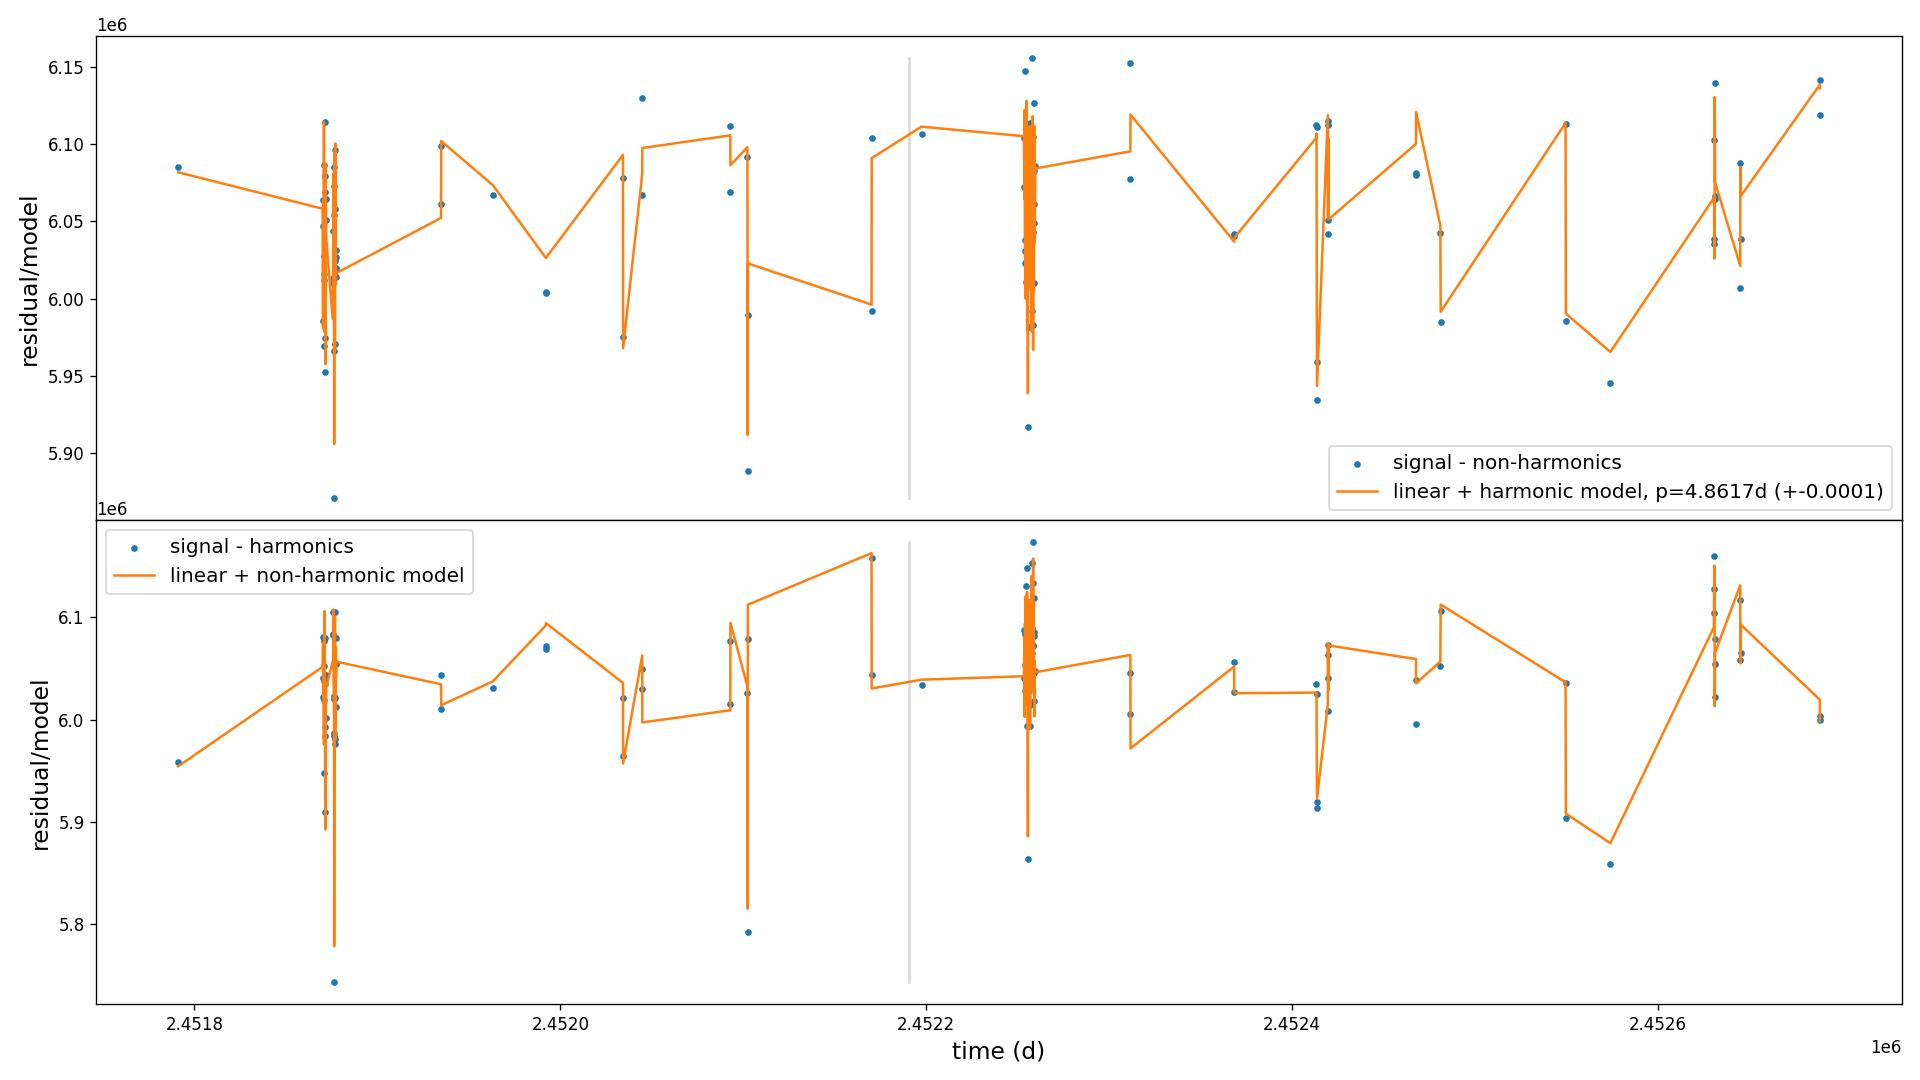 1e6
6.15
6.10
6.05
6.00
5.95
5.90
residual/model
signal - non-harmonics
linear + harmonic model, p=4.8617d (+-0.0001)
1e6
signal - harmonics
linear + non-harmonic model
6.1
6.0
5.9
5.8
residual/model
2.4518 2.4520 2.4522 2.4524 2.4526
time (d)
1e6